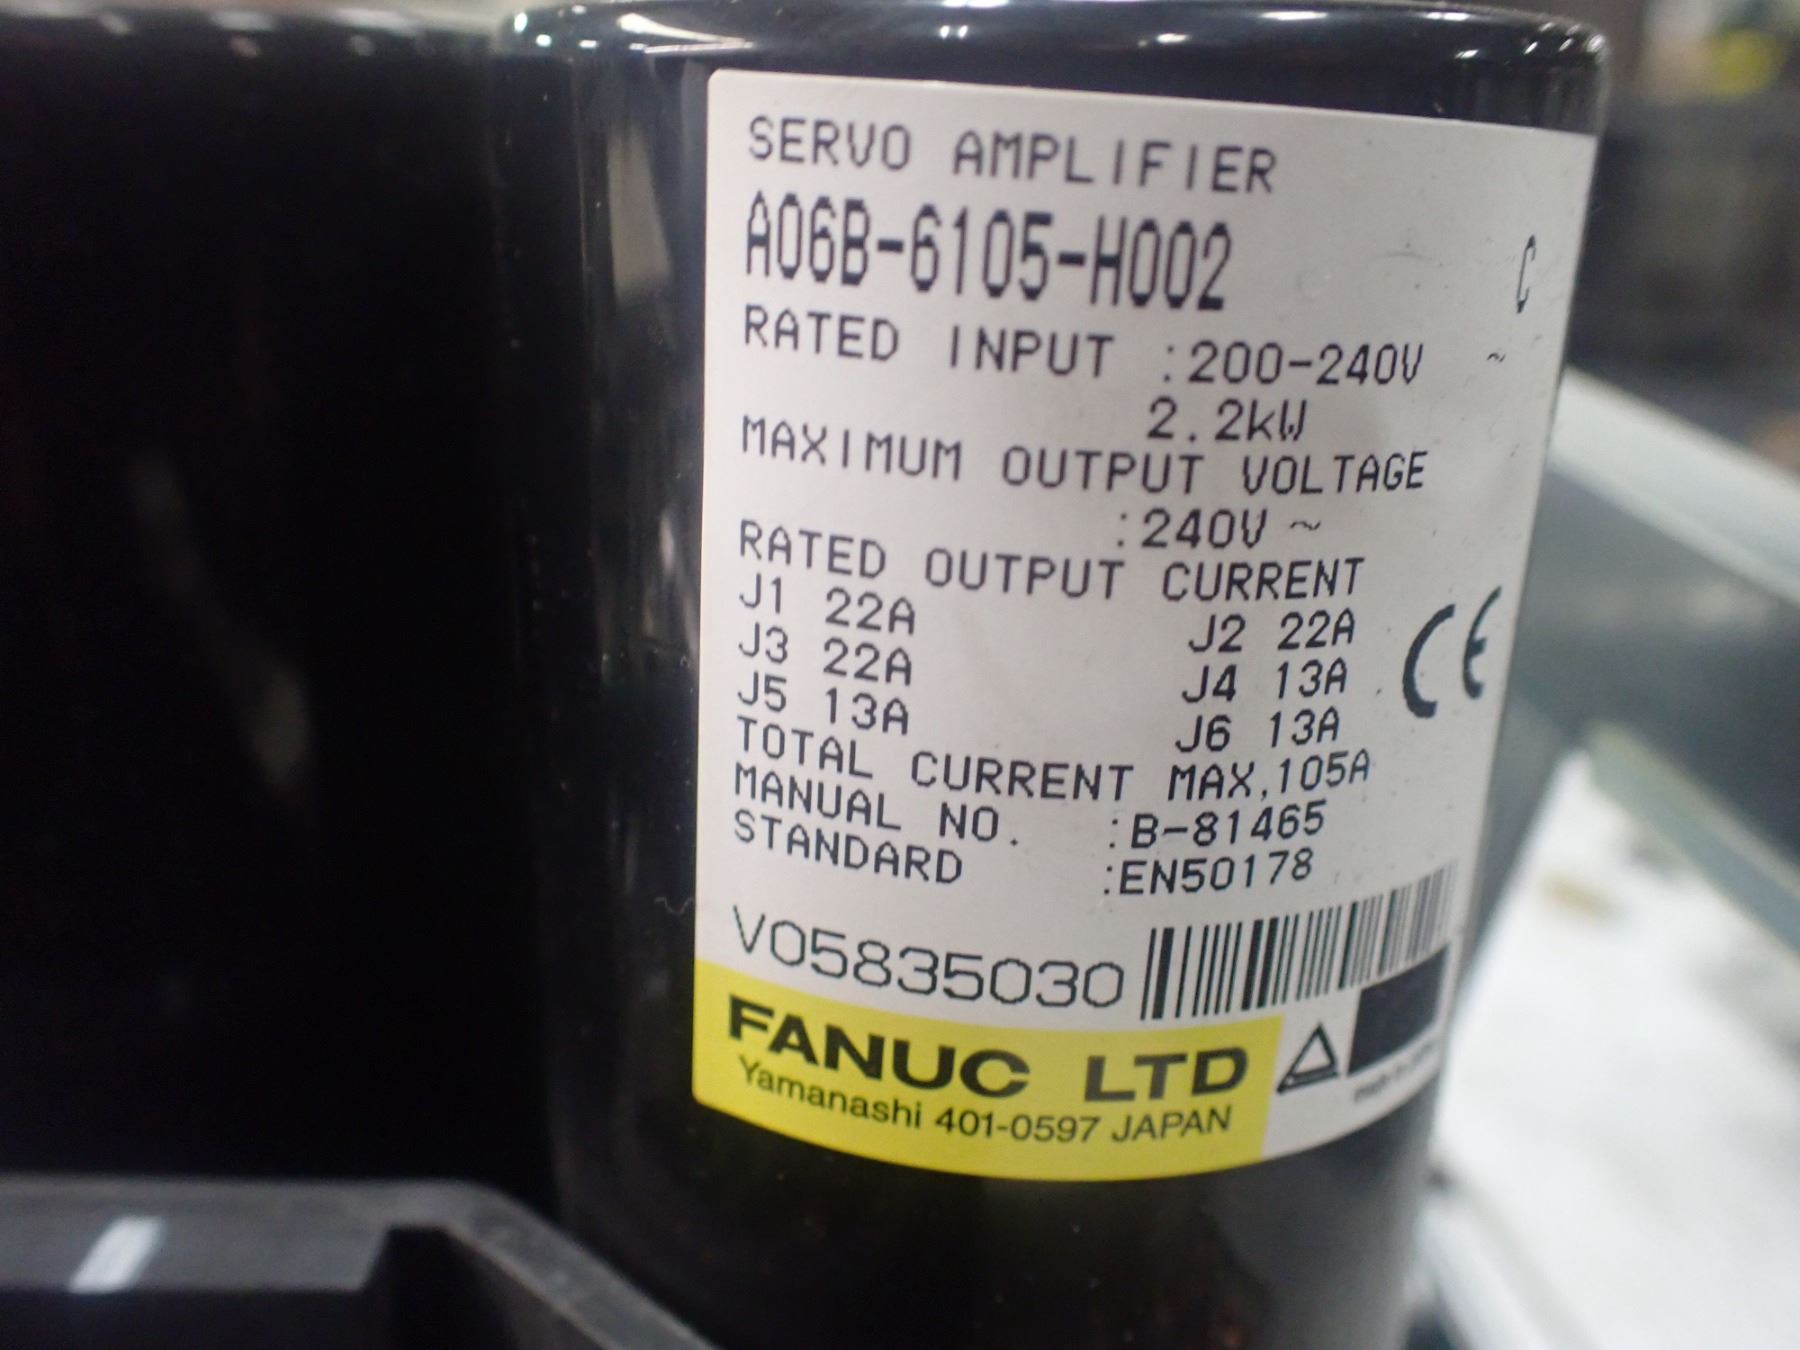 SERVO AMPLIFIER
A06B-6105-H002 C
RATED INPUT :200-240V ~
2.2kW
MAXIMUM OUTPUT VOLTAGE
:240V ~
RATED OUTPUT CURRENT
J1 22A J2 22A
J3 22A J4 13A
J5 13A J6 13A
CE
TOTAL CURRENT MAX.105A
MANUAL NO. :B-81465
STANDARD :EN50178
V05835030
FANUC LTD
Yamanashi 401-0597 JAPAN